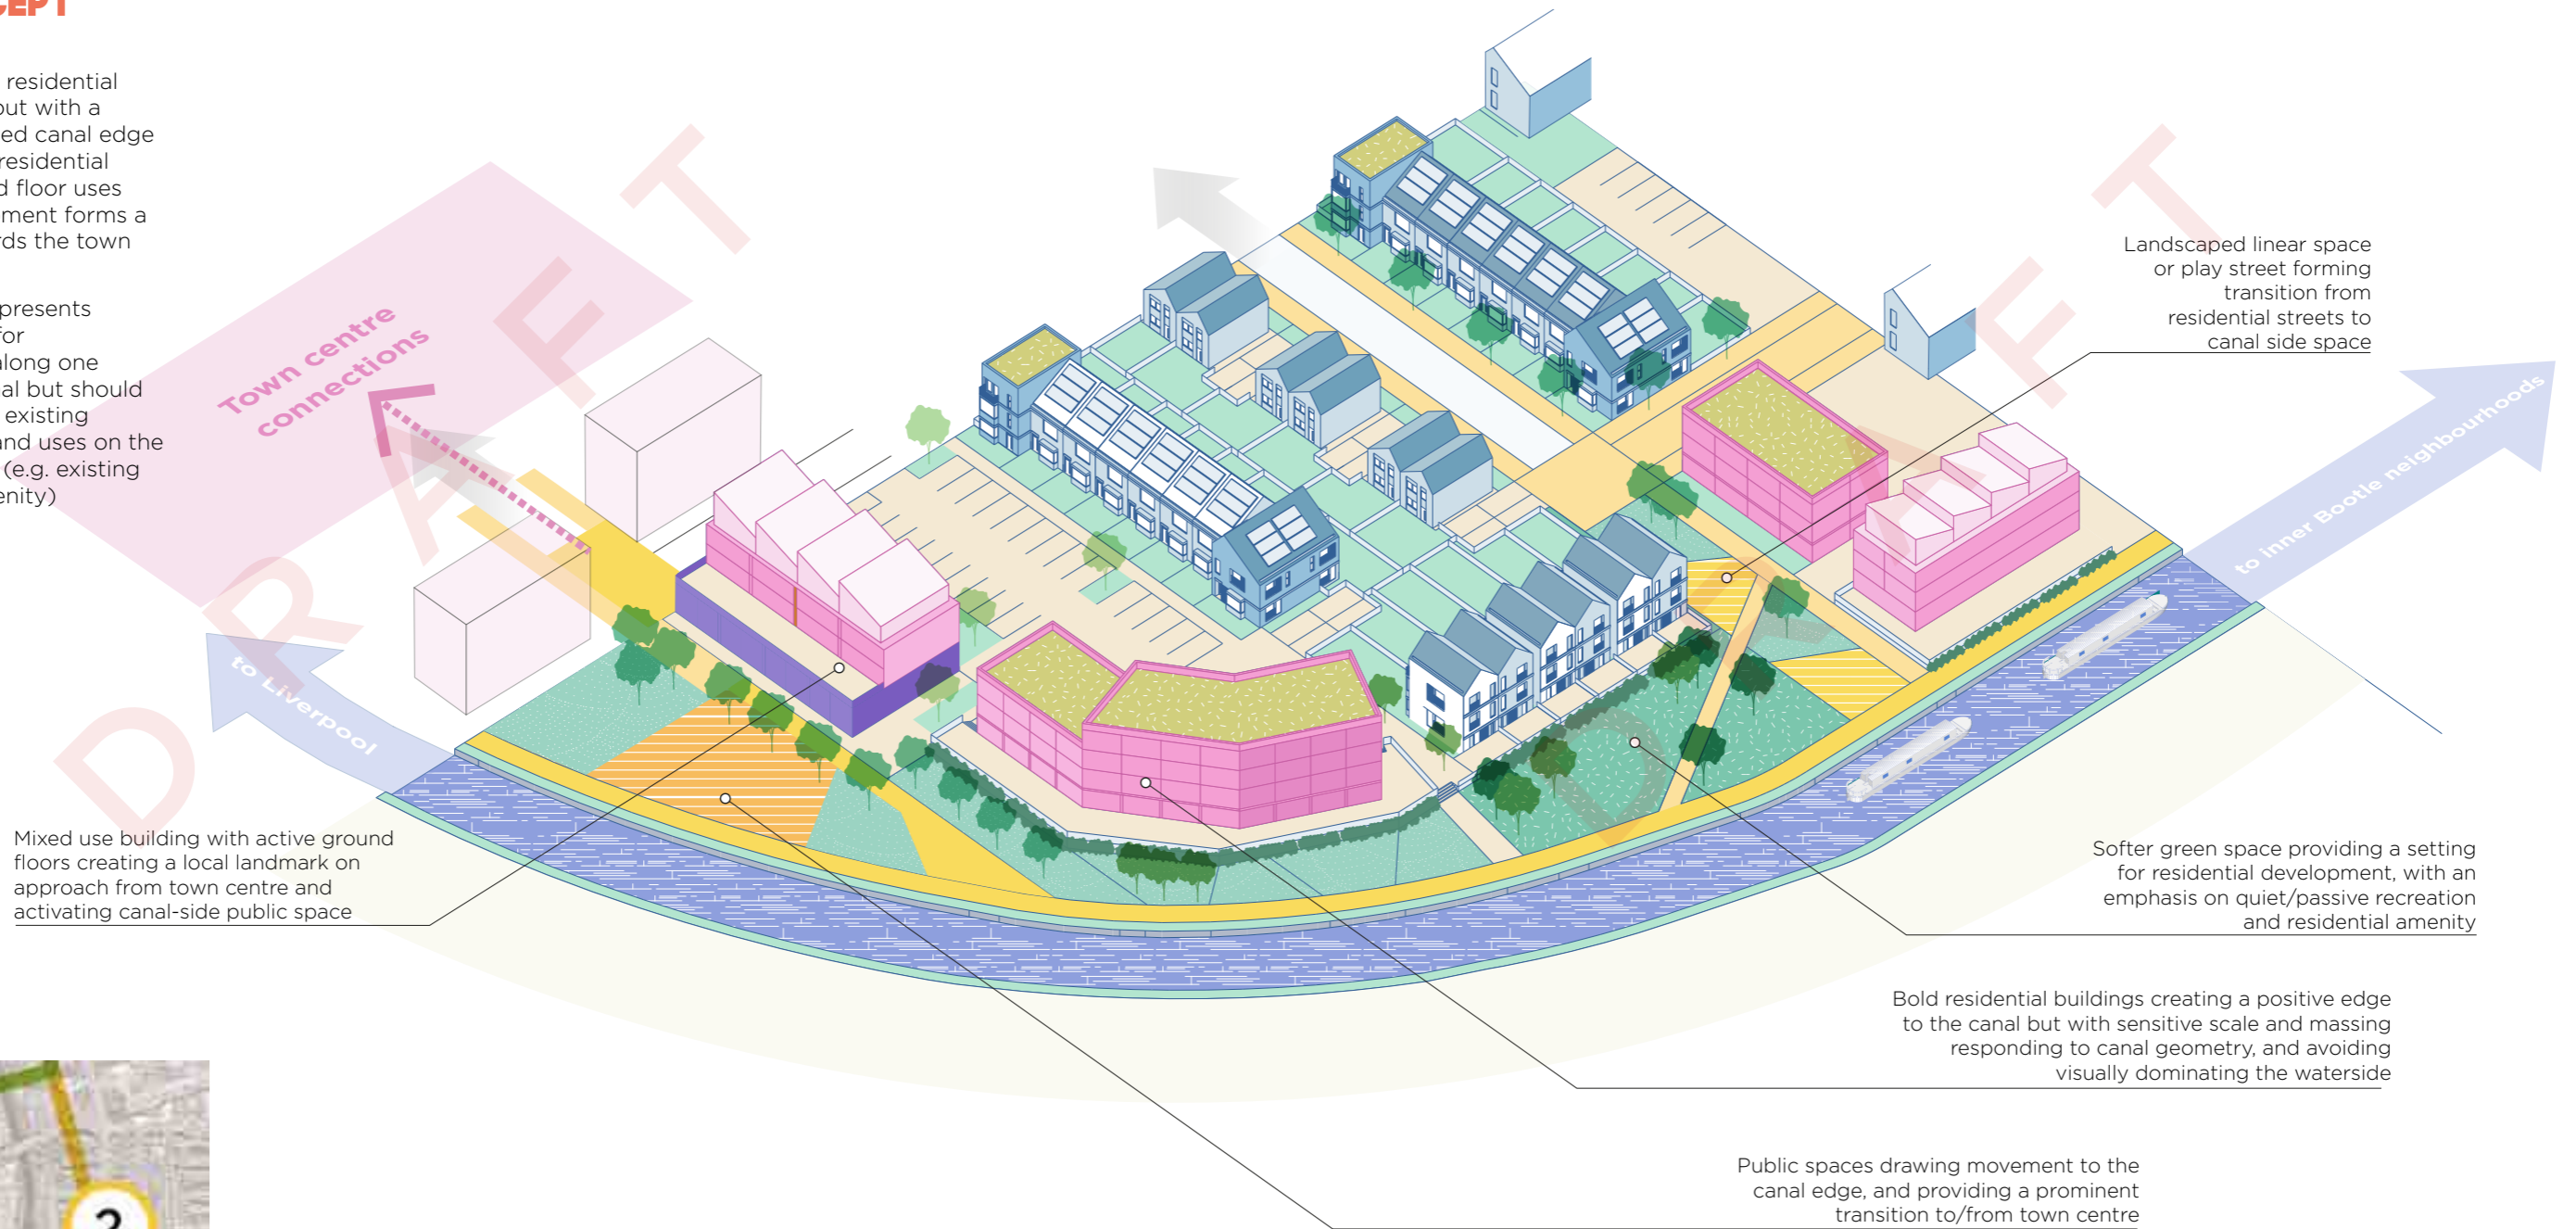 CEPT
residential
out with a
ed canal edge
residential
d floor uses
ment forms a
rds the town
presents
for
along one
al but should
existing
and uses on the
(e.g. existing
enity)
Town centre
connections
to Liverpool
to inner Bootle neighbourhoods
Landscaped linear space
or play street forming
transition from
residential streets to
canal side space
Mixed use building with active ground
floors creating a local landmark on
approach from town centre and
activating canal-side public space
Softer green space providing a setting
for residential development, with an
emphasis on quiet/passive recreation
and residential amenity
Bold residential buildings creating a positive edge
to the canal but with sensitive scale and massing
responding to canal geometry, and avoiding
visually dominating the waterside
Public spaces drawing movement to the
canal edge, and providing a prominent
transition to/from town centre
DRAFT
DRAFT
2